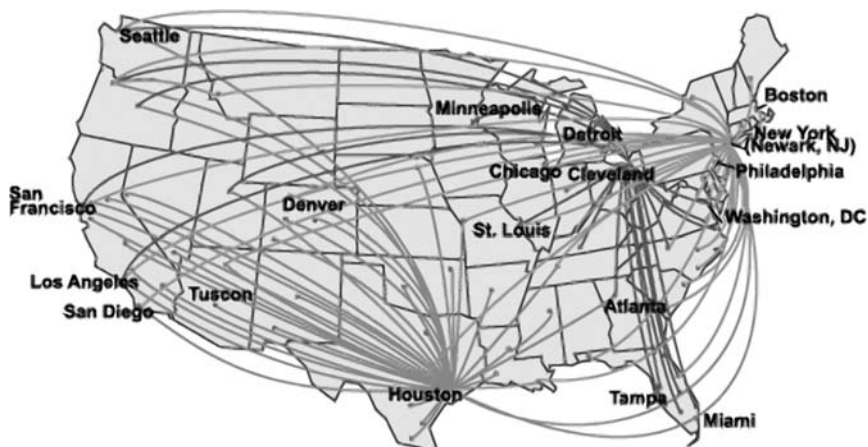 Seattle
Boston
Minneapolis
Detroit
New York
(Newark, NJ)
Chicago
Cleveland
Philadelphia
San
Francisco
Denver
St. Louis
Washington, DC
Los Angeles
Tuscon
San Diego
Atlanta
Houstop
Tampa
Miami